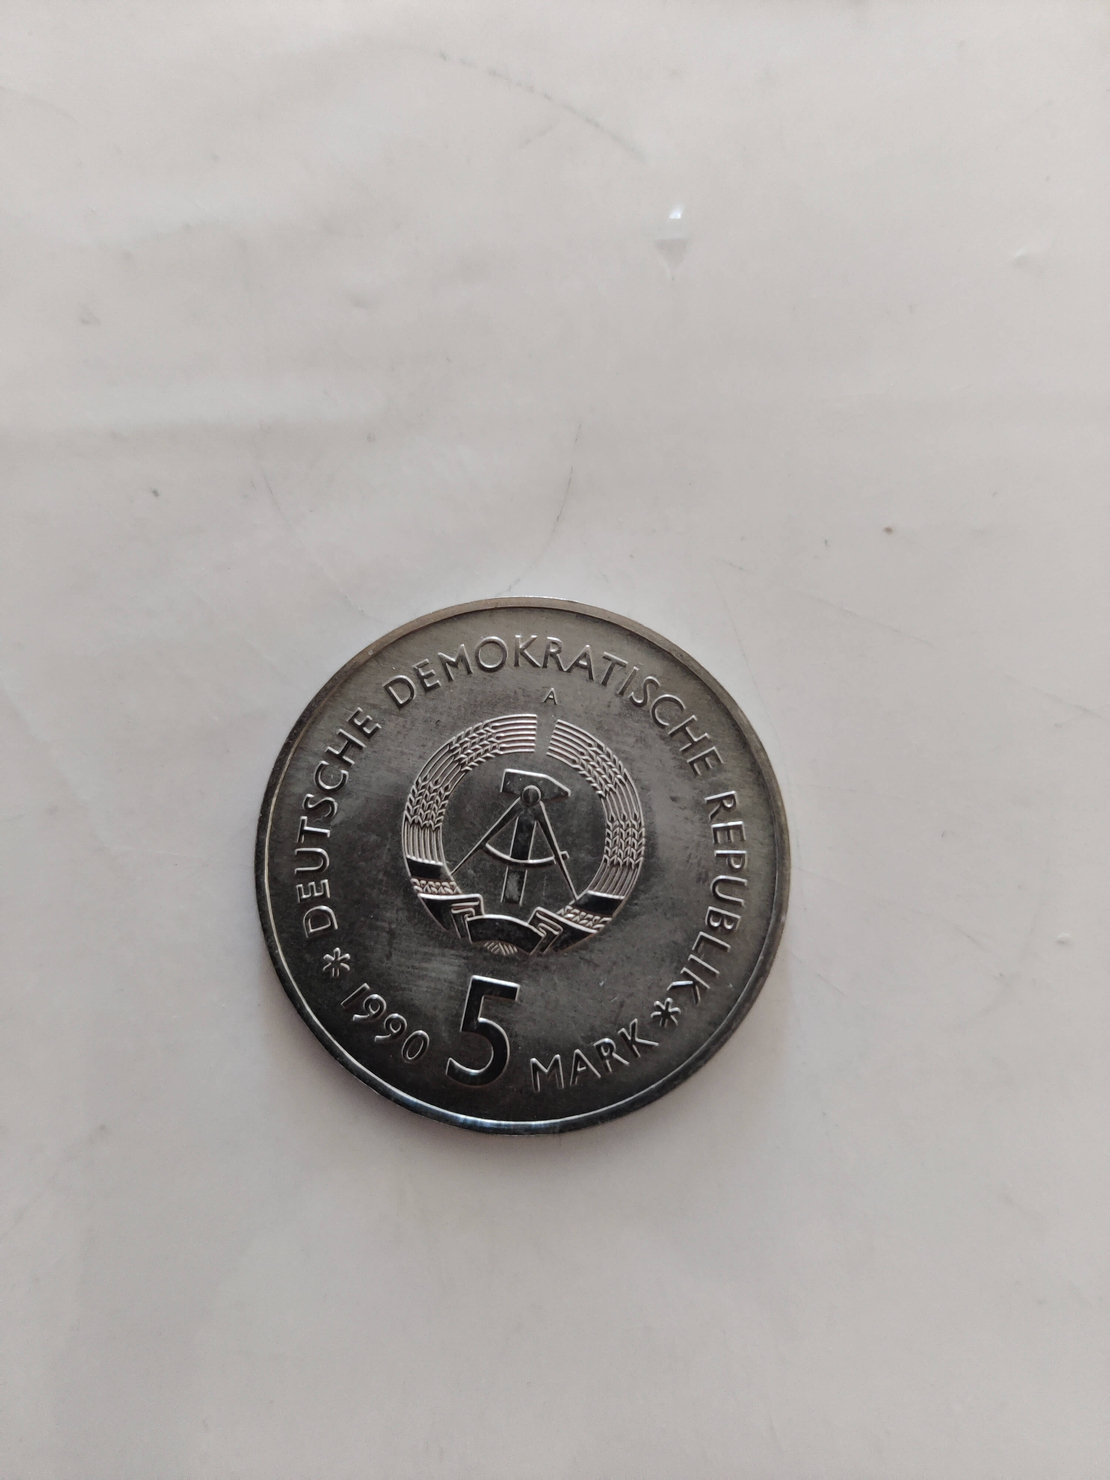 * DEUTSCHE DEMOKRATISCHE REPUBLIK *
A
1990 5 MARK